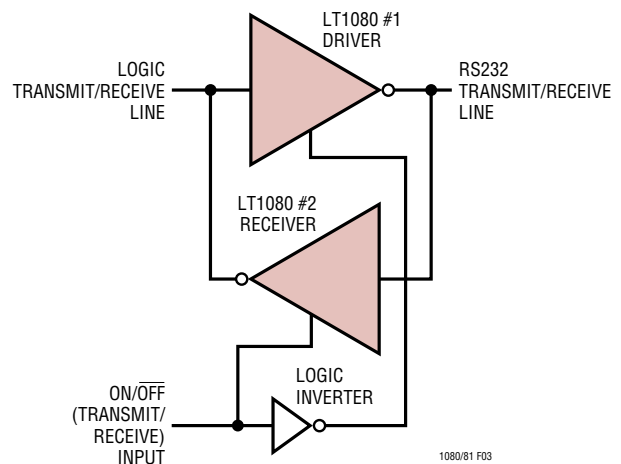 LT1080 #1
DRIVER
LOGIC
TRANSMIT/RECEIVE
LINE
RS232
TRANSMIT/RECEIVE
LINE
LT1080 #2
RECEIVER
ON/OFF
(TRANSMIT/
RECEIVE)
INPUT
LOGIC
INVERTER
1080/81 F03